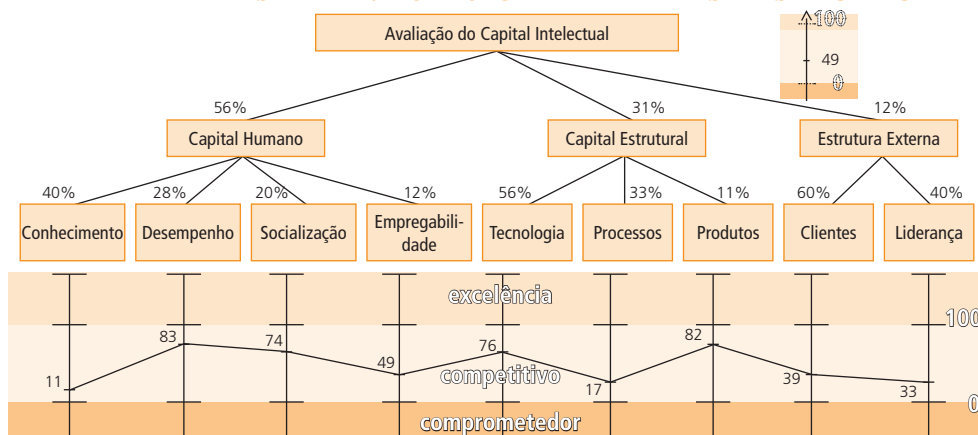 Avaliação do Capital Intelectual
100
49
0
56%
31%
12%
Capital Humano
Capital Estrutural
Estrutura Externa
40%
28%
20%
12%
56%
33%
11%
60%
40%
Conhecimento
Desempenho
Socialização
Empregabili-
dade
Tecnologia
Processos
Produtos
Clientes
Liderança
excelência
100
11
83
74
49
76
17
82
39
33
competitivo
0
comprometedor